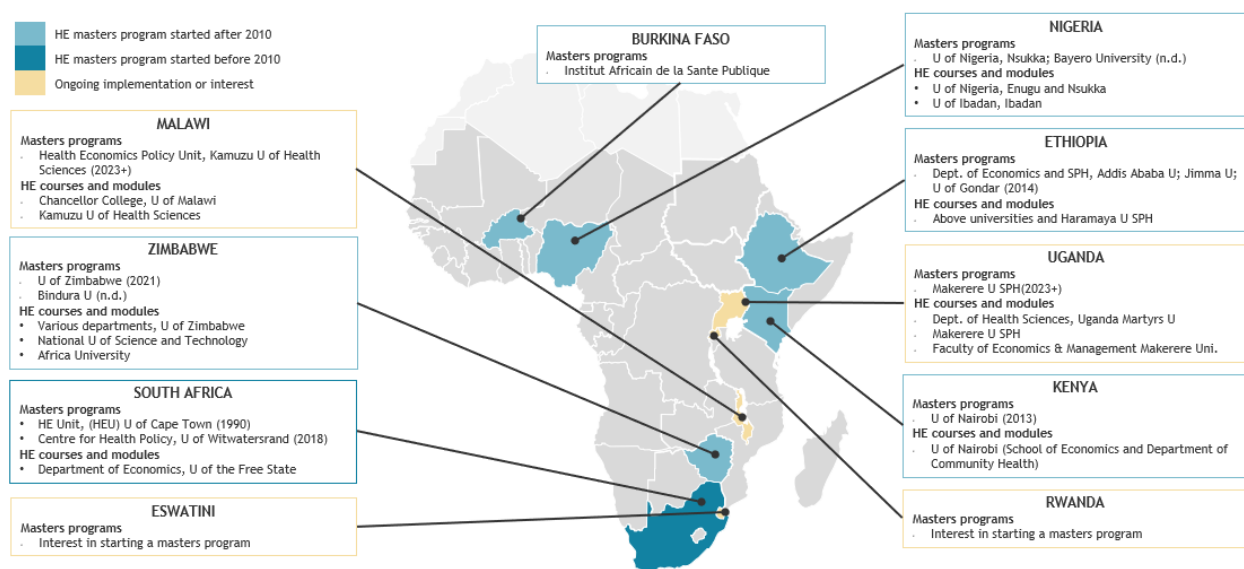 HE masters program started after 2010
HE masters program started before 2010
Ongoing implementation or interest
BURKINA FASO
Masters programs
Institut Africain de la Sante Publique
NIGERIA
Masters programs
U of Nigeria, Nsukka; Bayero University (n.d.)
HE courses and modules
• U of Nigeria, Enugu and Nsukka
• U of Ibadan, Ibadan
MALAWI
Masters programs
Health Economics Policy Unit, Kamuzu U of Health
Sciences (2023+)
HE courses and modules
Chancellor College, U of Malawi
Kamuzu U of Health Sciences
ETHIOPIA
Masters programs
Dept. of Economics and SPH, Addis Ababa U; Jimma U;
U of Gondar (2014)
HE courses and modules
Above universities and Haramaya U SPH
ZIMBABWE
Masters programs
U of Zimbabwe (2021)
Bindura U (n.d.)
HE courses and modules
• Various departments, U of Zimbabwe
• National U of Science and Technology
• Africa University
UGANDA
Masters programs
Makerere U SPH(2023+)
HE courses and modules
Dept. of Health Sciences, Uganda Martyrs U
Makerere U SPH
Faculty of Economics & Management Makerere Uni.
SOUTH AFRICA
Masters programs
• HE Unit, (HEU) U of Cape Town (1990)
• Centre for Health Policy, U of Witwatersrand (2018)
HE courses and modules
• Department of Economics, U of the Free State
KENYA
Masters programs
U of Nairobi (2013)
HE courses and modules
U of Nairobi (School of Economics and Department of
Community Health)
ESWATINI
Masters programs
Interest in starting a masters program
RWANDA
Masters programs
Interest in starting a masters program